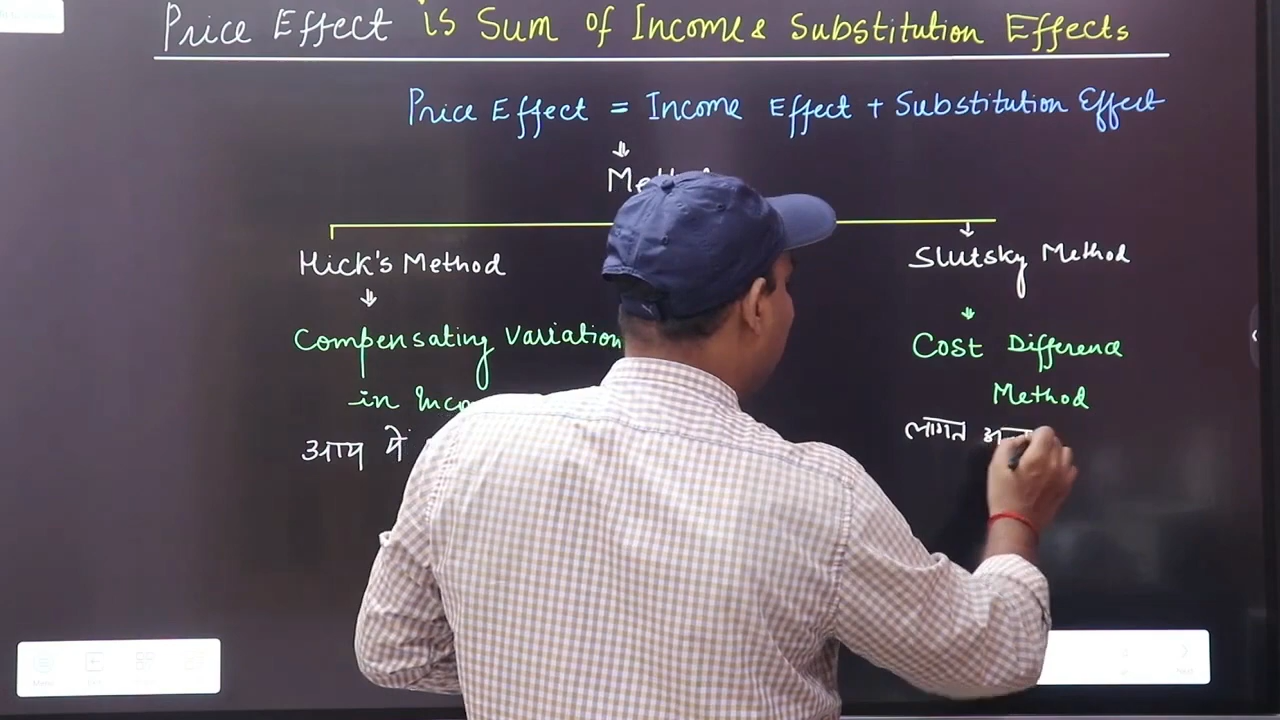 Price Effect is Sum of Income & Substitution Effects
Price Effect = Income Effect + Substitution Effect
Hick's Method
Slutsky Method
Compensating Variation
Cost Difference
in
Method
आय में
लागत